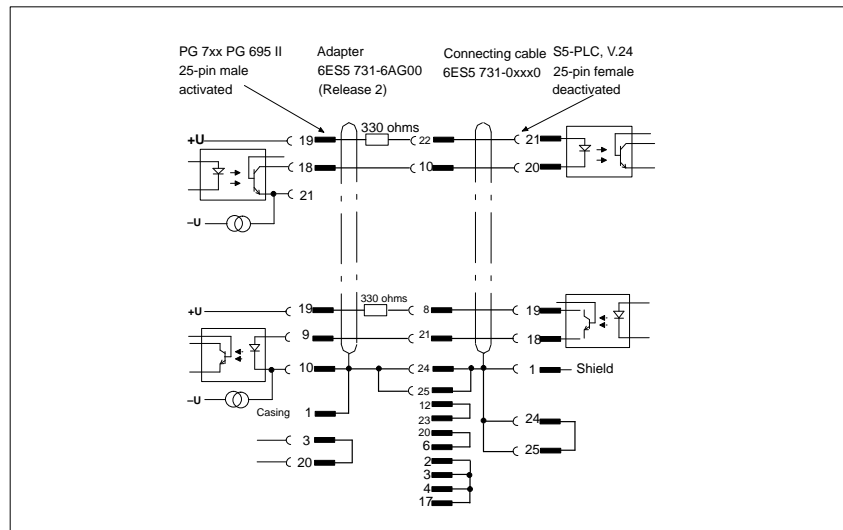 PG 7xx PG 695 II
25-pin male
activated
Adapter
6ES5 731-6AG00
(Release 2)
Connecting cable
6ES5 731-0xxx0
S5-PLC, V.24
25-pin female
deactivated
+U
19
330 ohms
22
21
18
10
20
21
–U
+U
19
330 ohms
8
19
9
21
18
10
24
1
Shield
–U
25
Casing
1
12
23
24
3
20
6
25
20
2
3
4
17